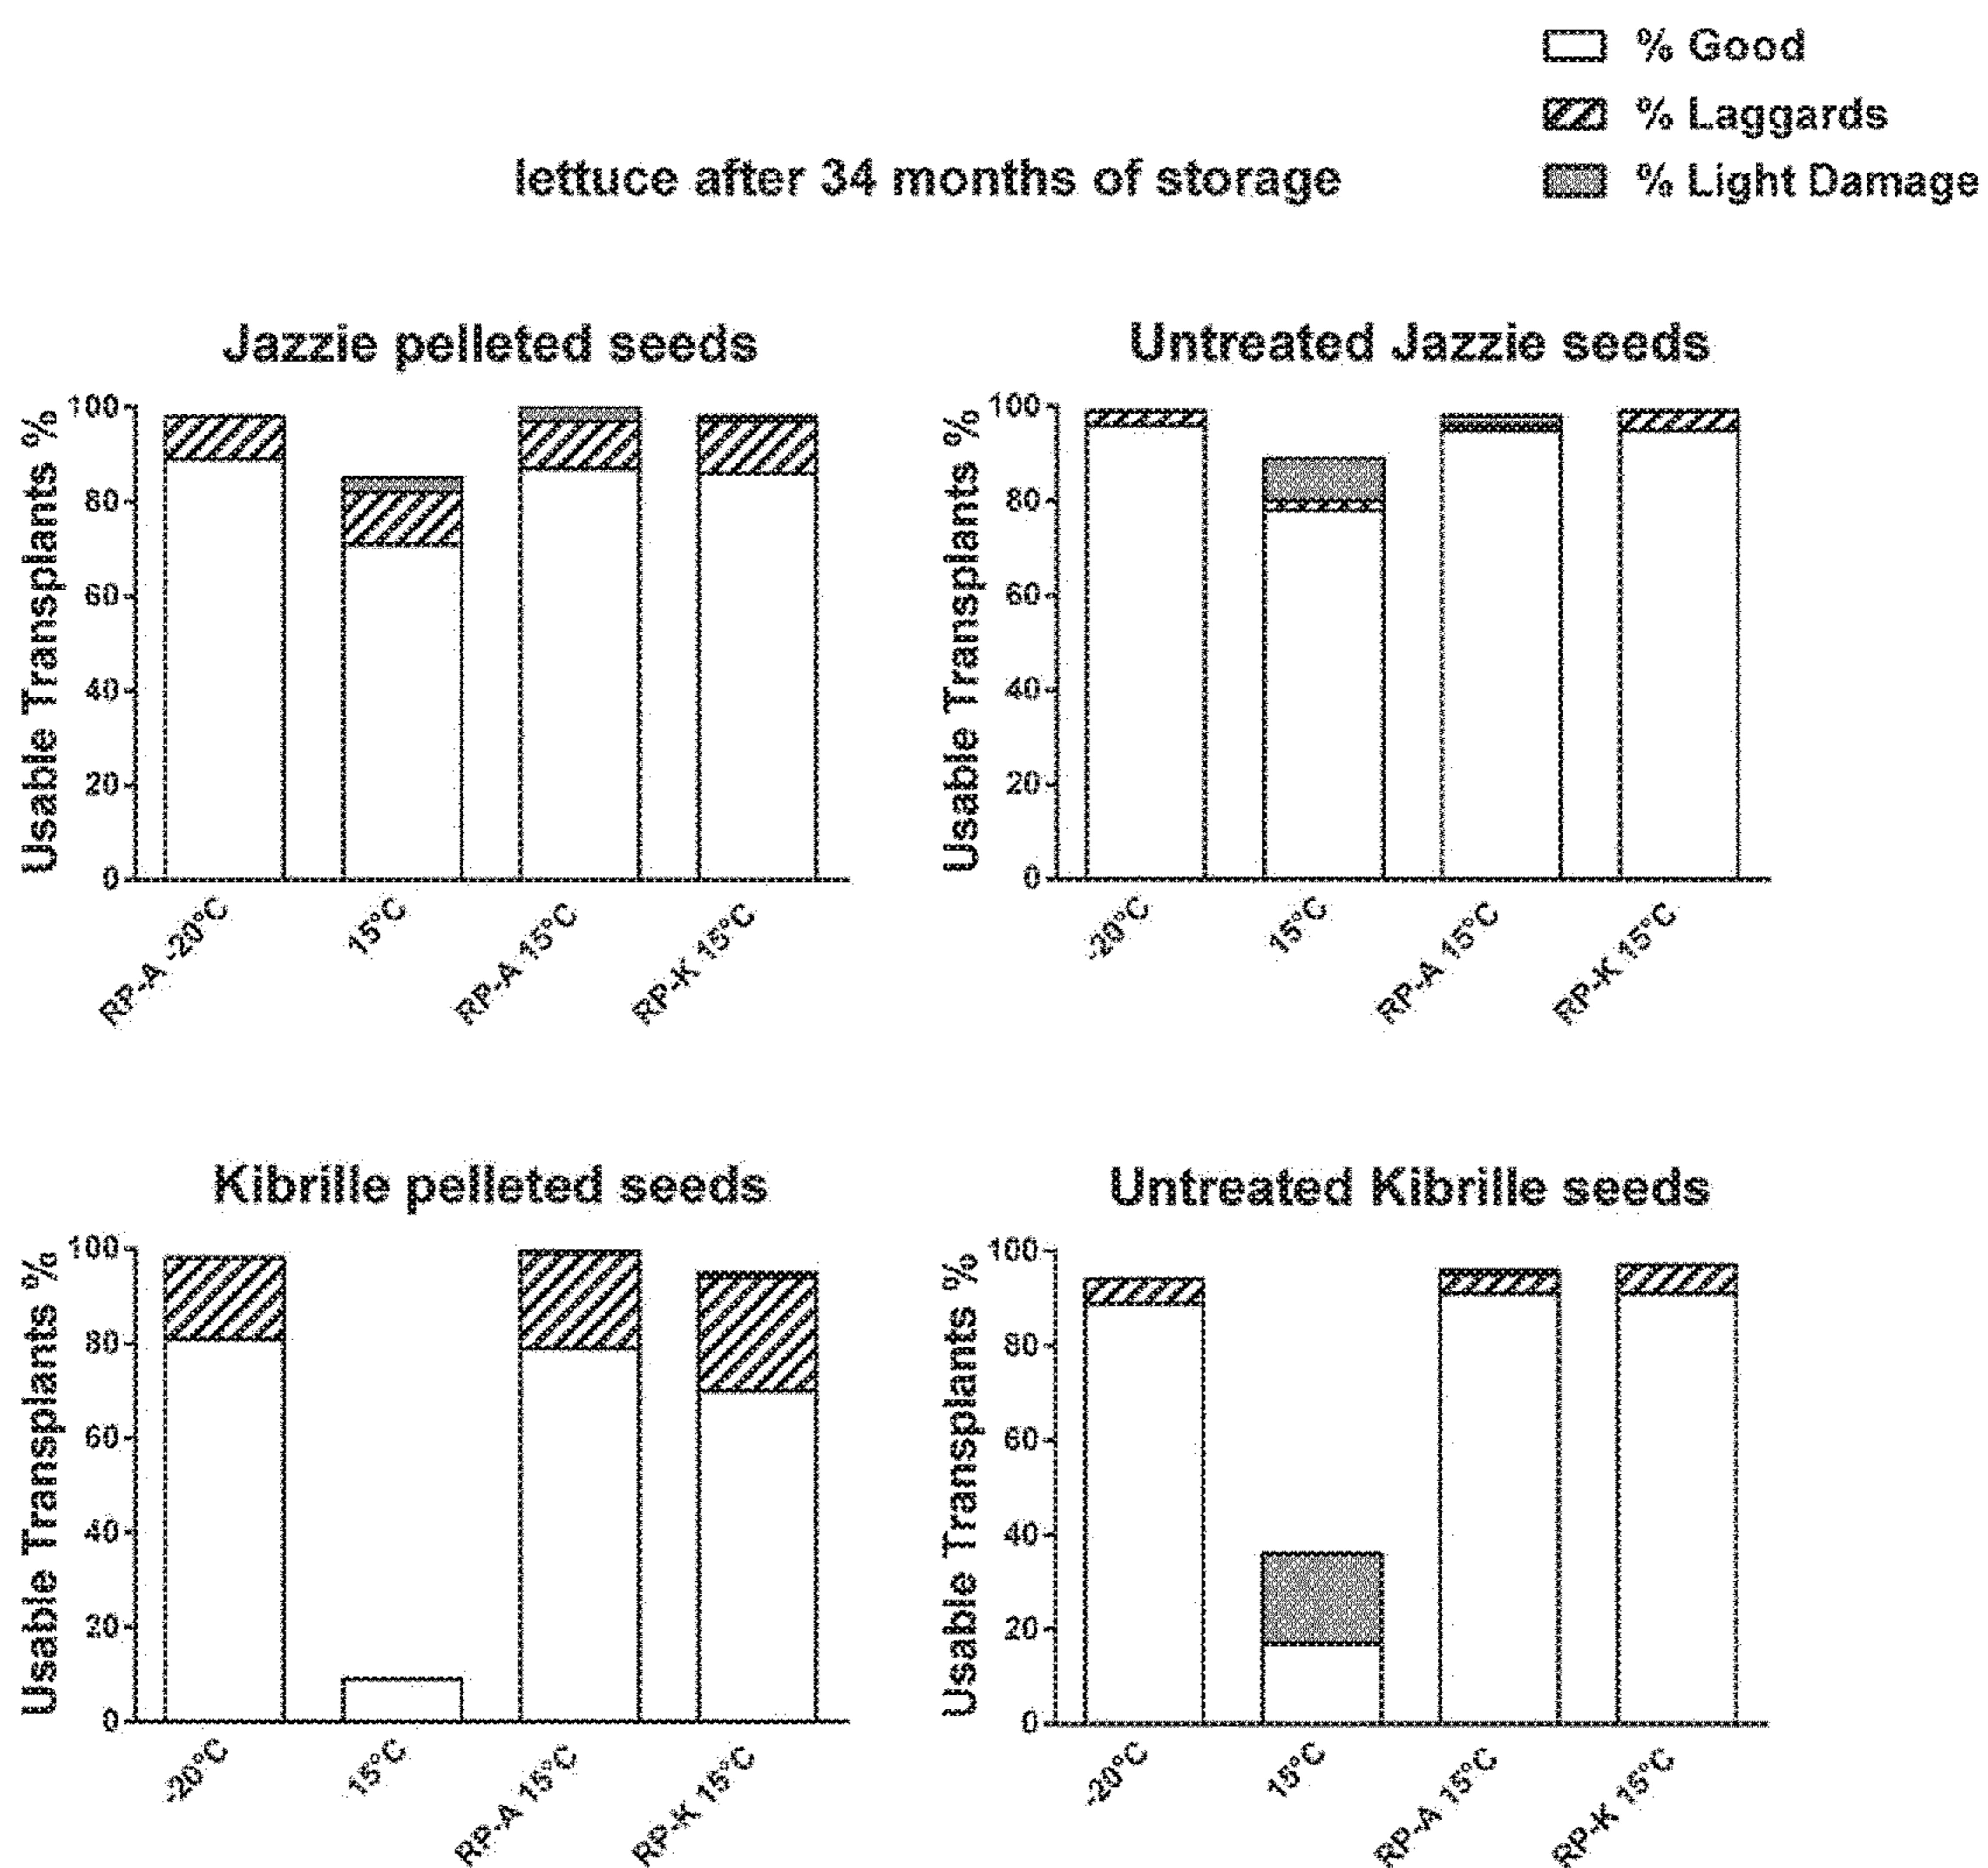 % Good
% Laggards
% Light Damage
lettuce after 34 months of storage
Jazzie pelleted seeds
Usable Transplants %
100
80
60
40
20
0
RP-A -20°C
15°C
RP-A 15°C
RP-K 15°C
Untreated Jazzie seeds
Usable Transplants %
100
80
60
40
20
0
-20°C
15°C
RP-A 15°C
RP-K 15°C
Kibrille pelleted seeds
Usable Transplants %
100
80
60
40
20
0
-20°C
15°C
RP-A 15°C
RP-K 15°C
Untreated Kibrille seeds
Usable Transplants %
100
80
60
40
20
0
-20°C
15°C
RP-A 15°C
RP-K 15°C